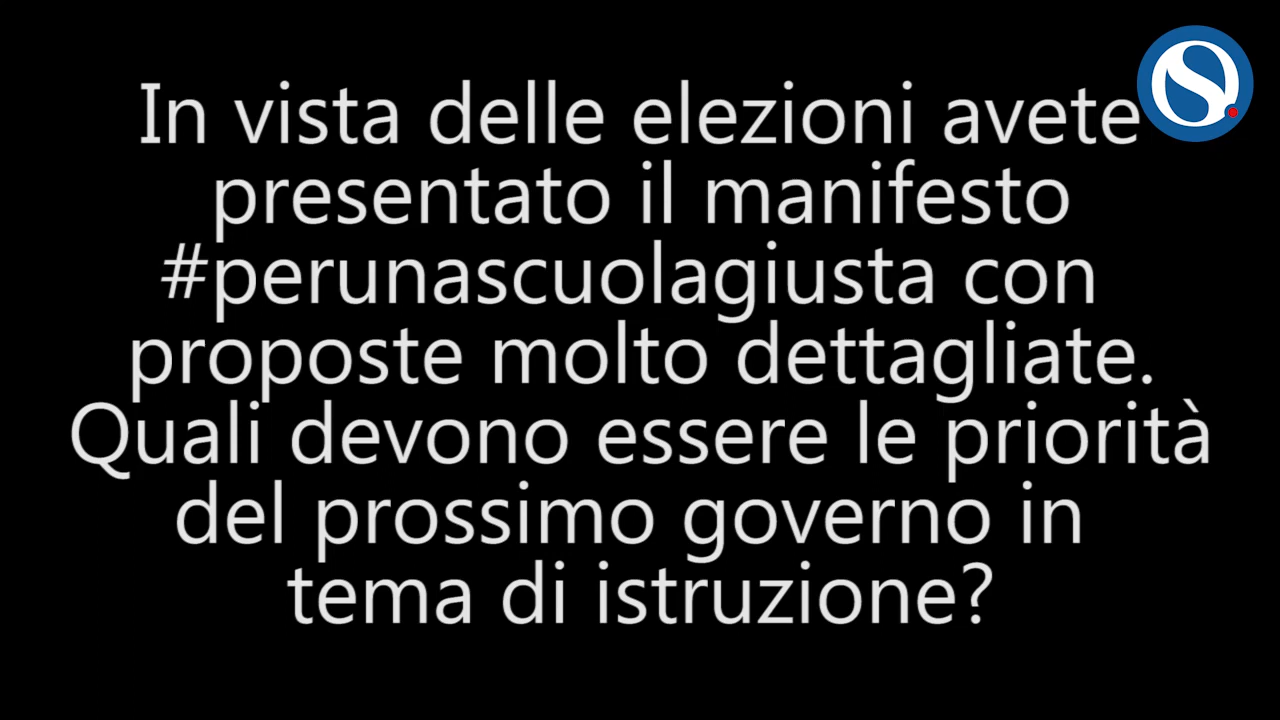 In vista delle elezioni avete
presentato il manifesto
#perunascuolagiusta con
proposte molto dettagliate.
Quali devono essere le priorità
del prossimo governo in
tema di istruzione?
S.